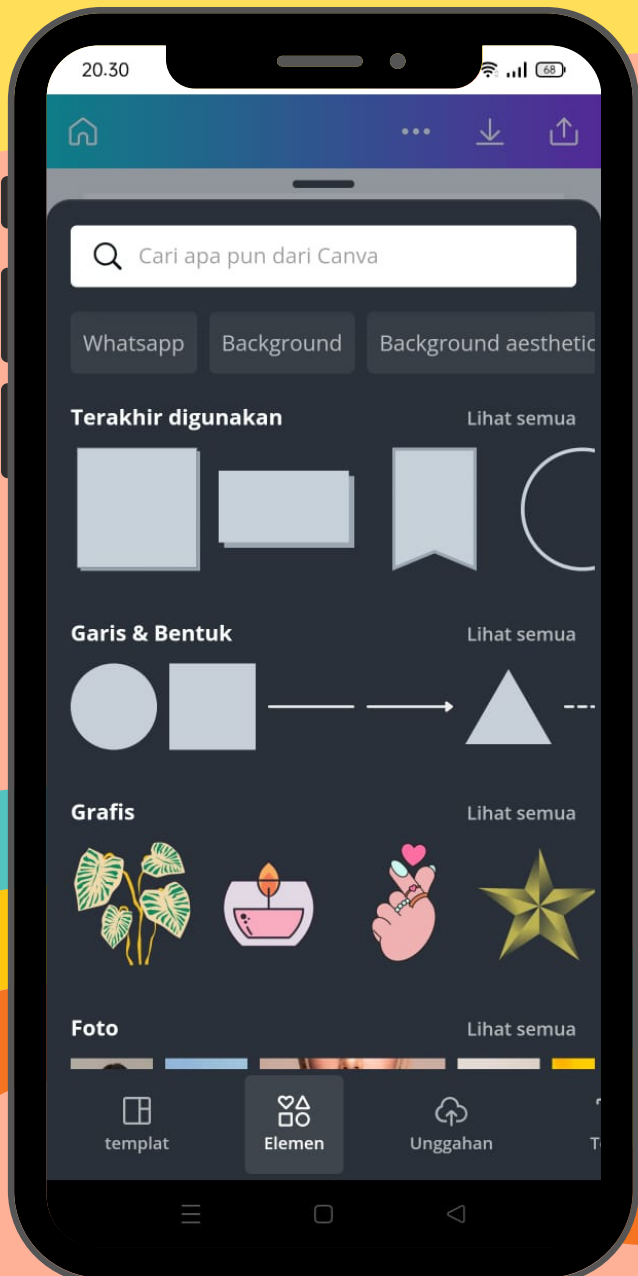 20.30
68
Cari apa pun dari Canva
Whatsapp
Background
Background aesthetic
Terakhir digunakan
Lihat semua
Garis & Bentuk
Lihat semua
Grafis
Lihat semua
Foto
Lihat semua
templat
Elemen
Unggahan